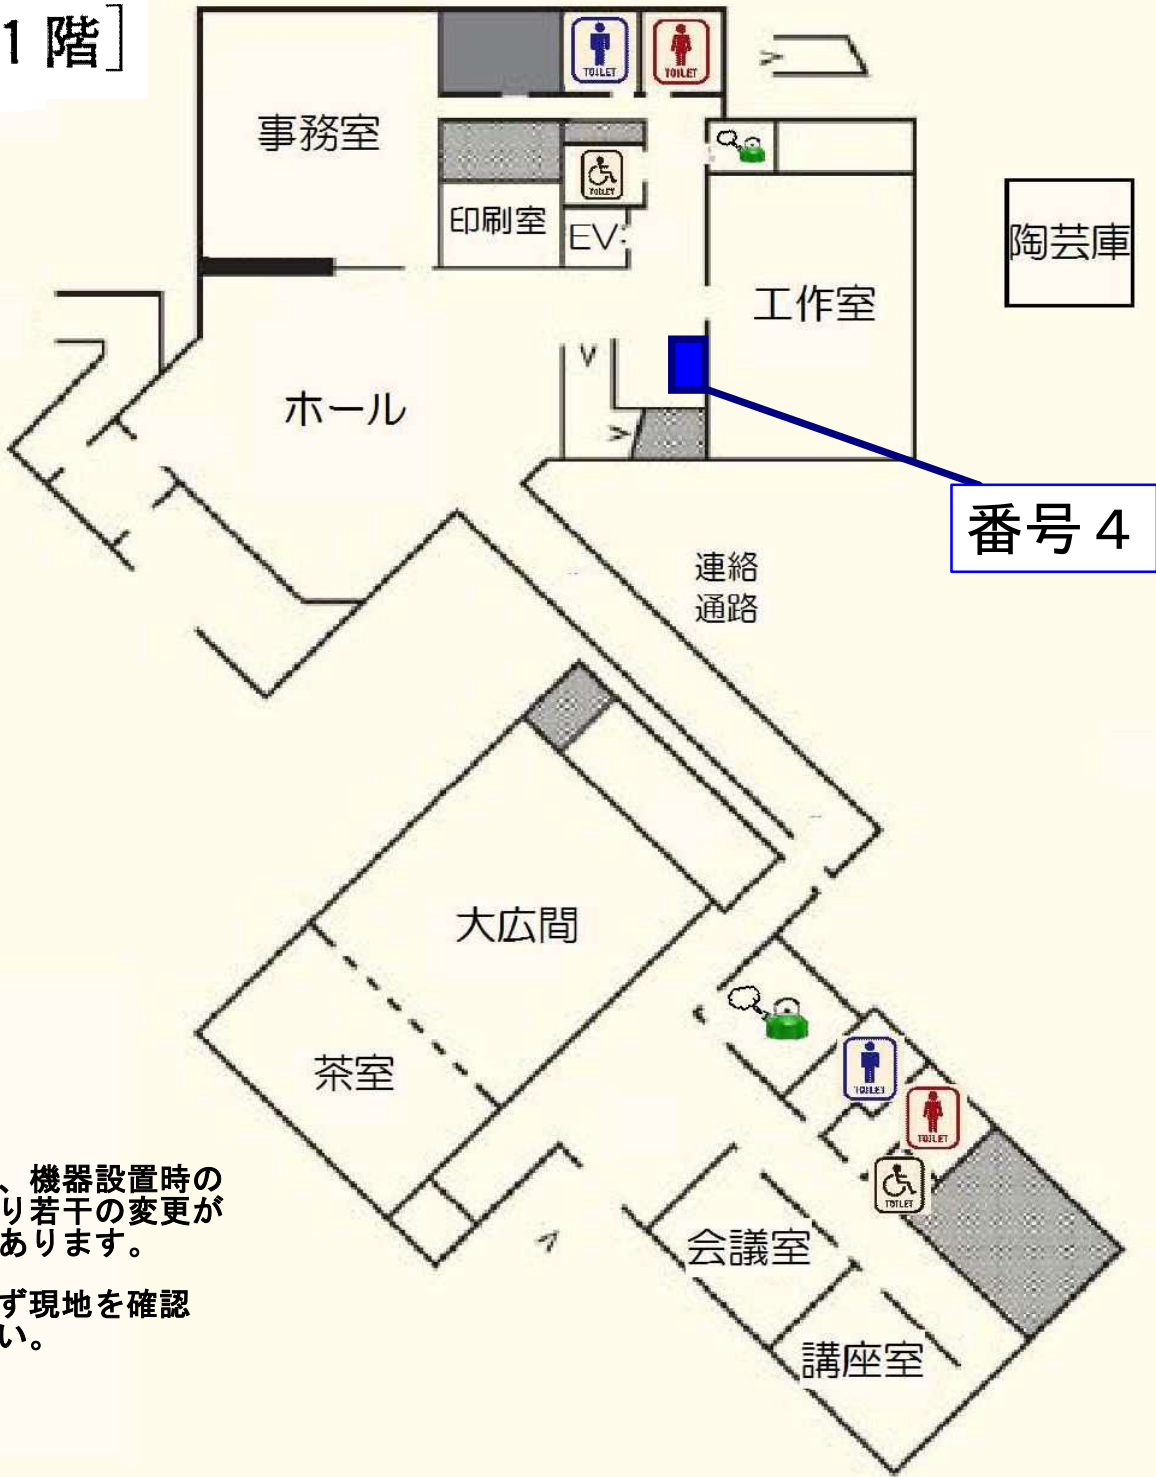 1階]
TOILET
TOILET
事務室
TOILET
印刷室
EV
陶芸庫
工作室
ホール
番号4
連絡
通路
大広間
茶室
TOILET
TOILET
TOILET
、機器設置時の
り若干の変更が
あります。
会議室
ず現地を確認
い。
講座室